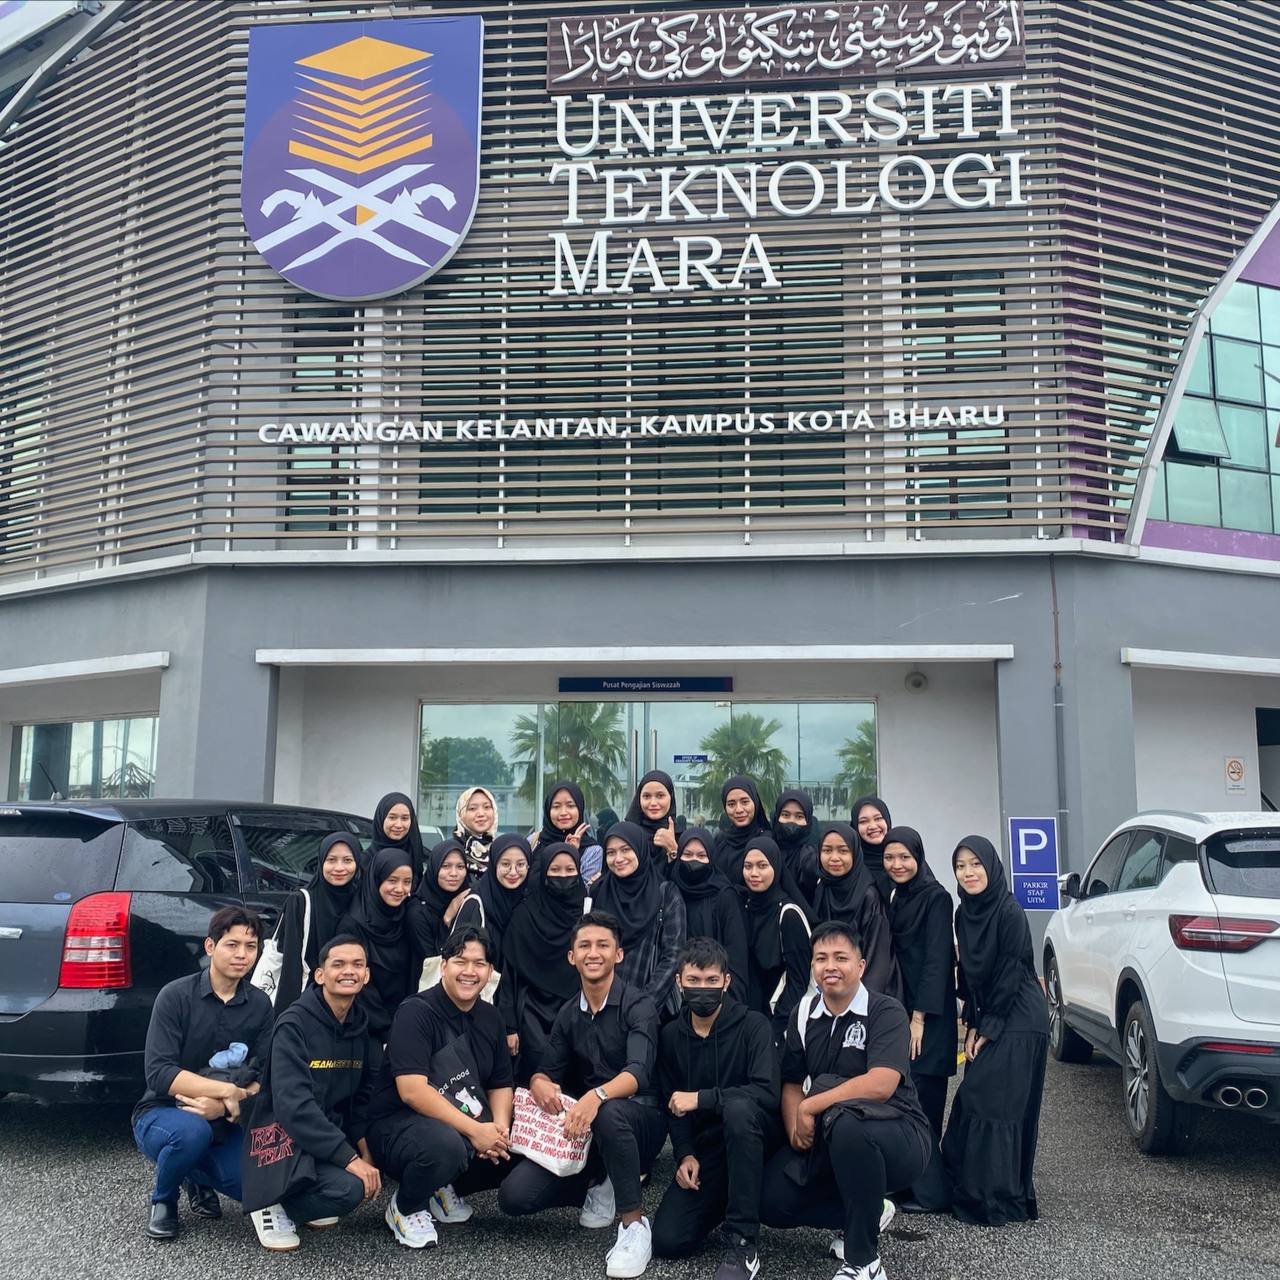 اونيۏرسيتي تيكنولوڬي مارا
UNIVERSITI
TEKNOLOGI
MARA
CAWANGAN KELANTAN, KAMPUS KOTA BHARU
Pusat Pengajian Siswazah
P
PARKIR
STAF
UiTM